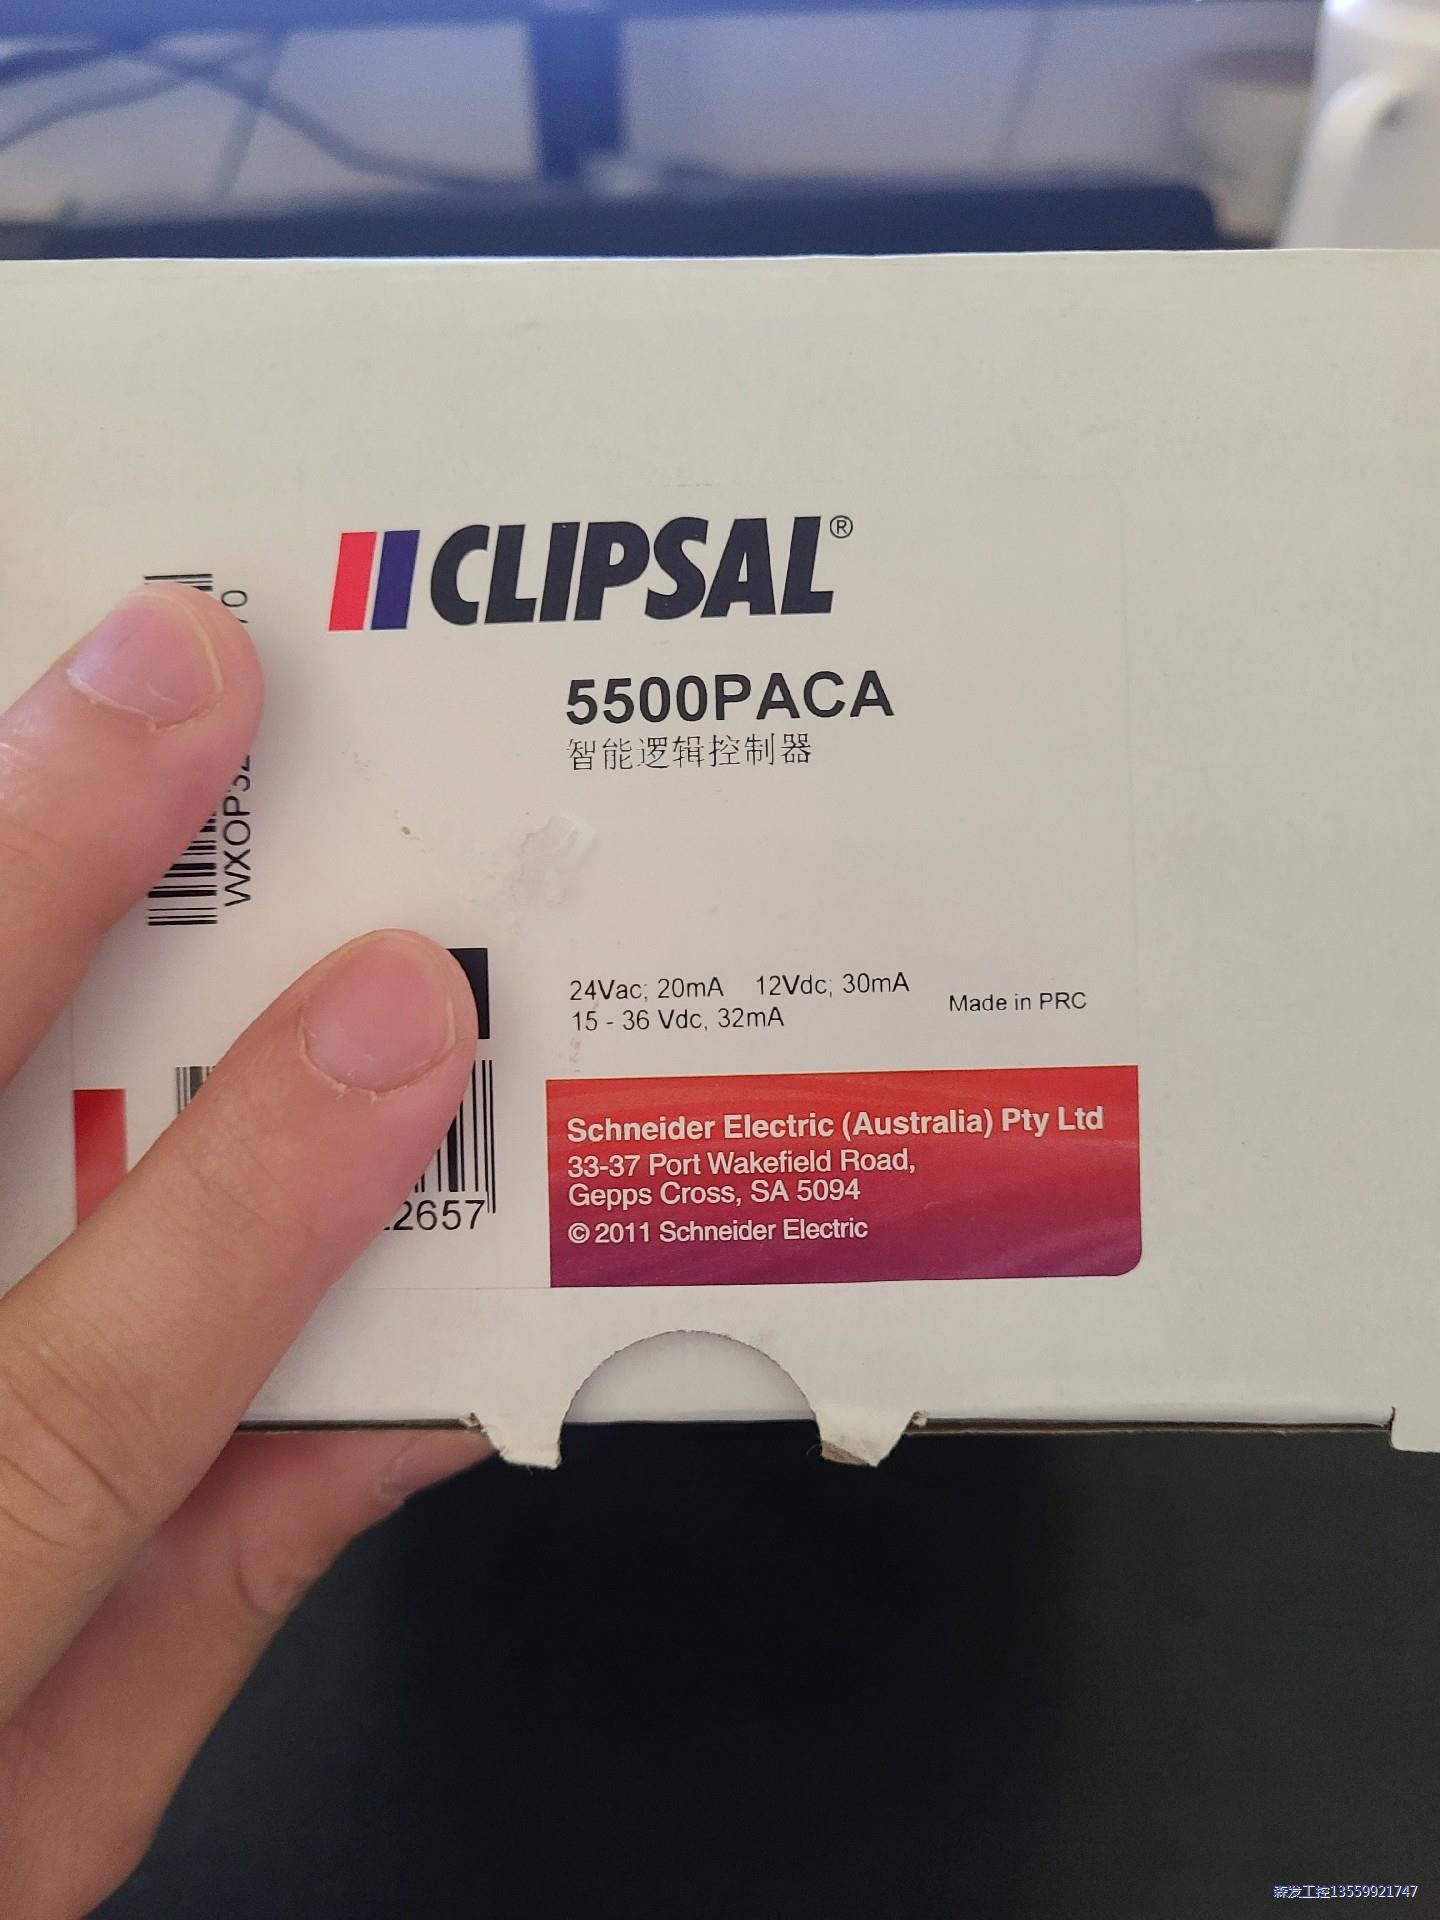 CLIPSAL®
5500PACA
智能逻辑控制器
24Vac; 20mA 12Vdc; 30mA
15 - 36 Vdc, 32mA
Made in PRC
Schneider Electric (Australia) Pty Ltd
33-37 Port Wakefield Road,
Gepps Cross, SA 5094
© 2011 Schneider Electric
WXOP32
70
2657
森发工控13559921747